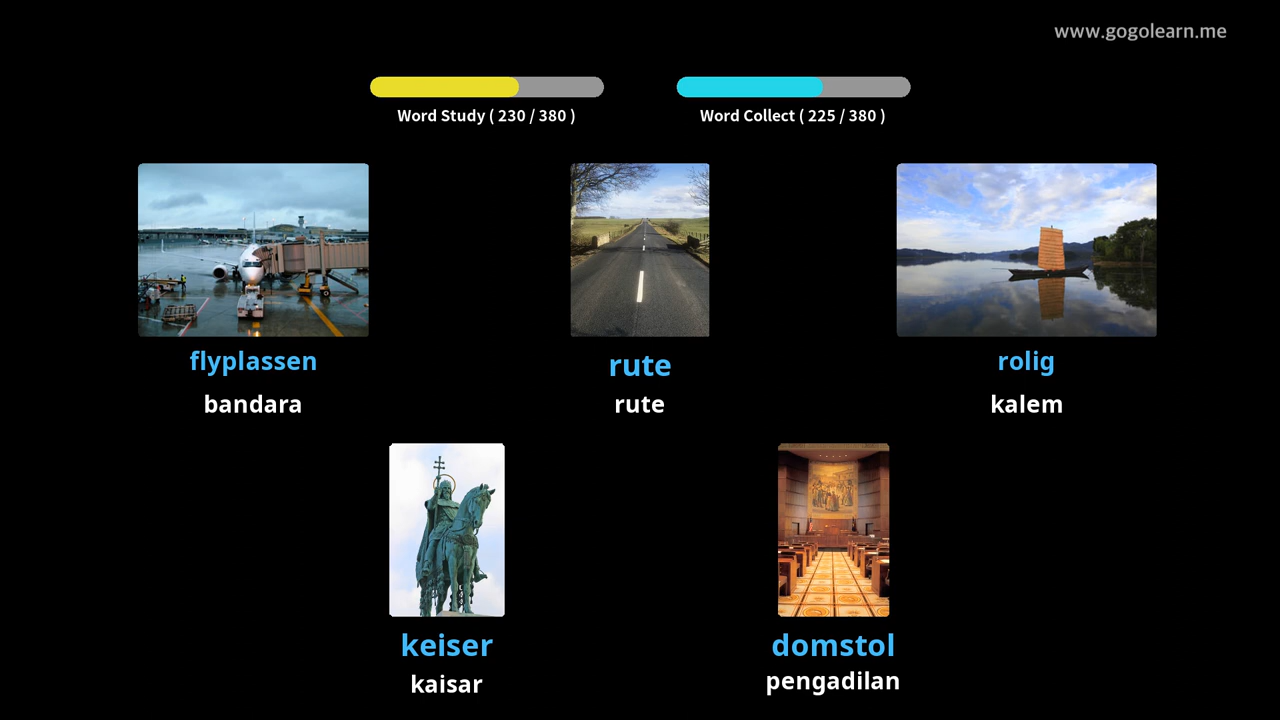 www.gogolearn.me
Word Study ( 230 / 380 )
Word Collect ( 225 / 380 )
flyplassen
bandara
rute
rute
rolig
kalem
keiser
kaisar
domstol
pengadilan